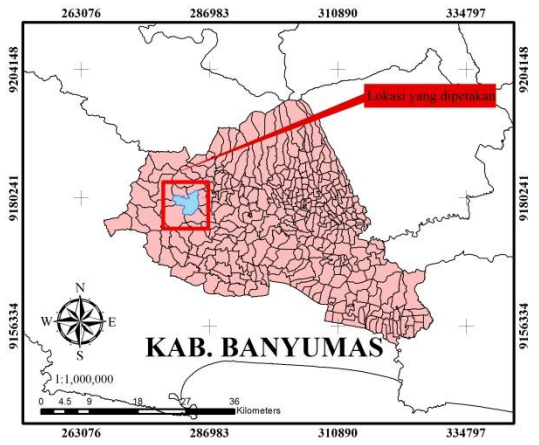 263076 286983 310890 334797
9204148 9204148
Lokasi yang dipetakan
9180241 9180241
9156334 9156334
N
W E
S
KAB. BANYUMAS
1:1,000,000
0 4.5 9 18 27 36
Kilometers
263076 286983 310890 334797